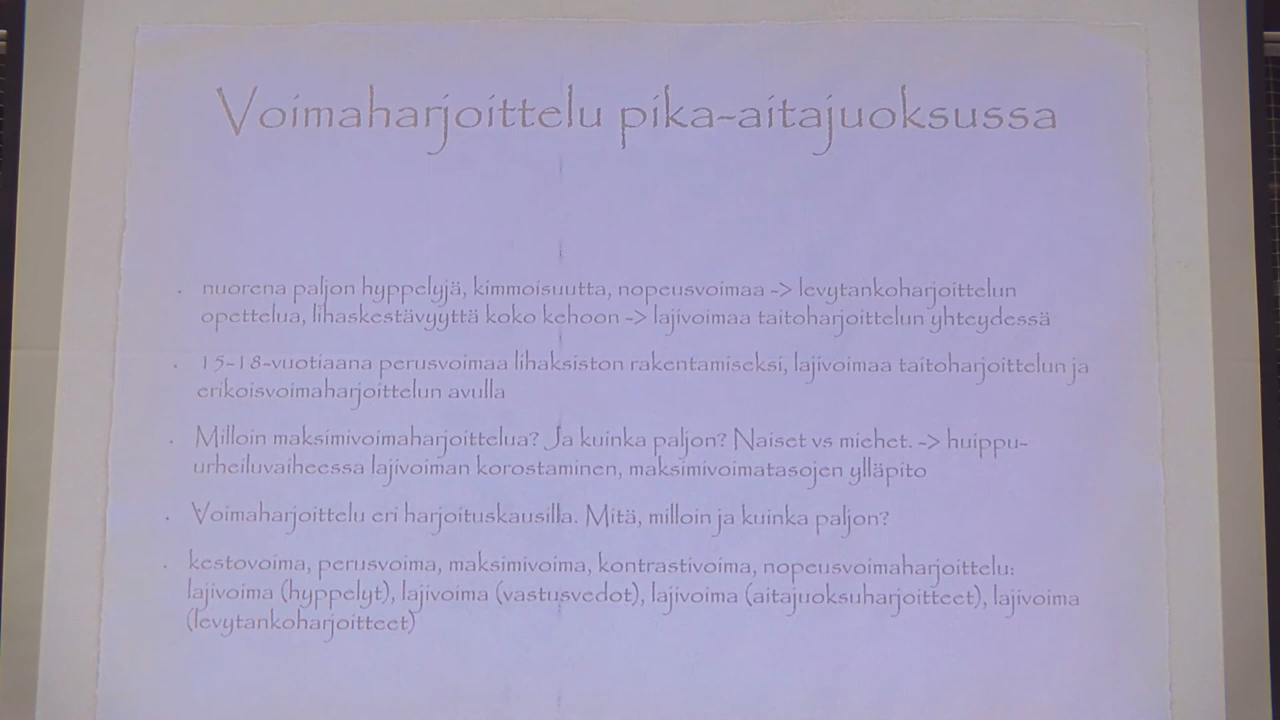 Voimaharjoittelu pika-aitajuoksussa
. nuorena paljon hyppelyjä, kimmoisuutta, nopeusvoimaa -> levytankoharjoittelun
opettelua, lihaskestävyyttä koko kehoon -> lajivoimaa taitoharjoittelun yhteydessä
. 15-18-vuotiaana perusvoimaa lihaksiston rakentamiseksi, lajivoimaa taitoharjoittelun ja
erikoisvoimaharjoittelun avulla
. Milloin maksimivoimaharjoittelua? Ja kuinka paljon? Naiset vs miehet. -> huippu-
urheiluvaiheessa lajivoiman korostaminen, maksimivoimatasojen ylläpito
. Voimaharjoittelu eri harjoituskausilla. Mitä, milloin ja kuinka paljon?
. kestovoima, perusvoima, maksimivoima, kontrastivoima, nopeusvoimaharjoittelu:
lajivoima (hyppelyt), lajivoima (vastusvedot), lajivoima (aitajuoksuharjoitteet), lajivoima
(levytankoharjoitteet)